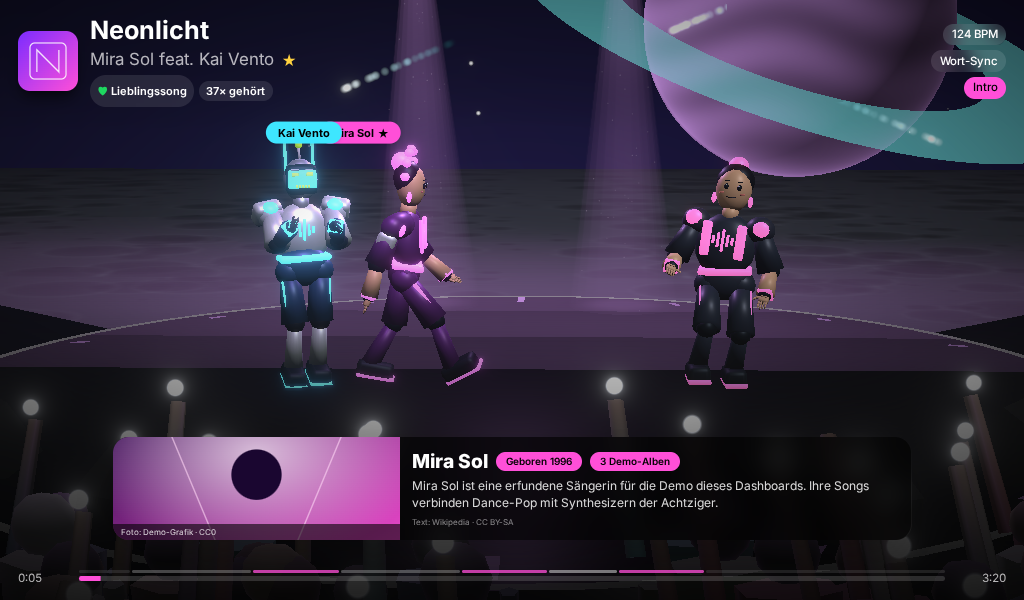 Neonlicht
Mira Sol feat. Kai Vento ★
Lieblingssong
37× gehört
124 BPM
Wort-Sync
Intro
Kai Vento
ira Sol ★
Mira Sol
Geboren 1996
3 Demo-Alben
Mira Sol ist eine erfundene Sängerin für die Demo dieses Dashboards. Ihre Songs
verbinden Dance-Pop mit Synthesizern der Achtziger.
Text: Wikipedia · CC BY-SA
Foto: Demo-Grafik · CC0
0:05
3:20